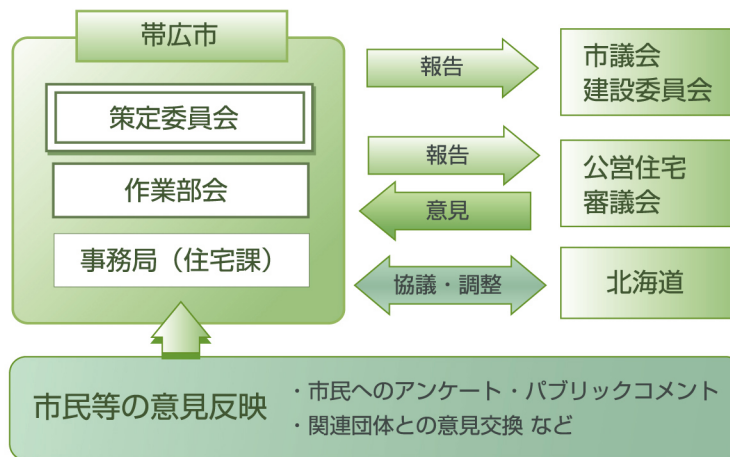 帯広市
策定委員会
作業部会
事務局（住宅課）
報告
市議会
建設委員会
報告
意見
公営住宅
審議会
協議・調整
北海道
市民等の意見反映
・市民へのアンケート・パブリックコメント
・関連団体との意見交換 など